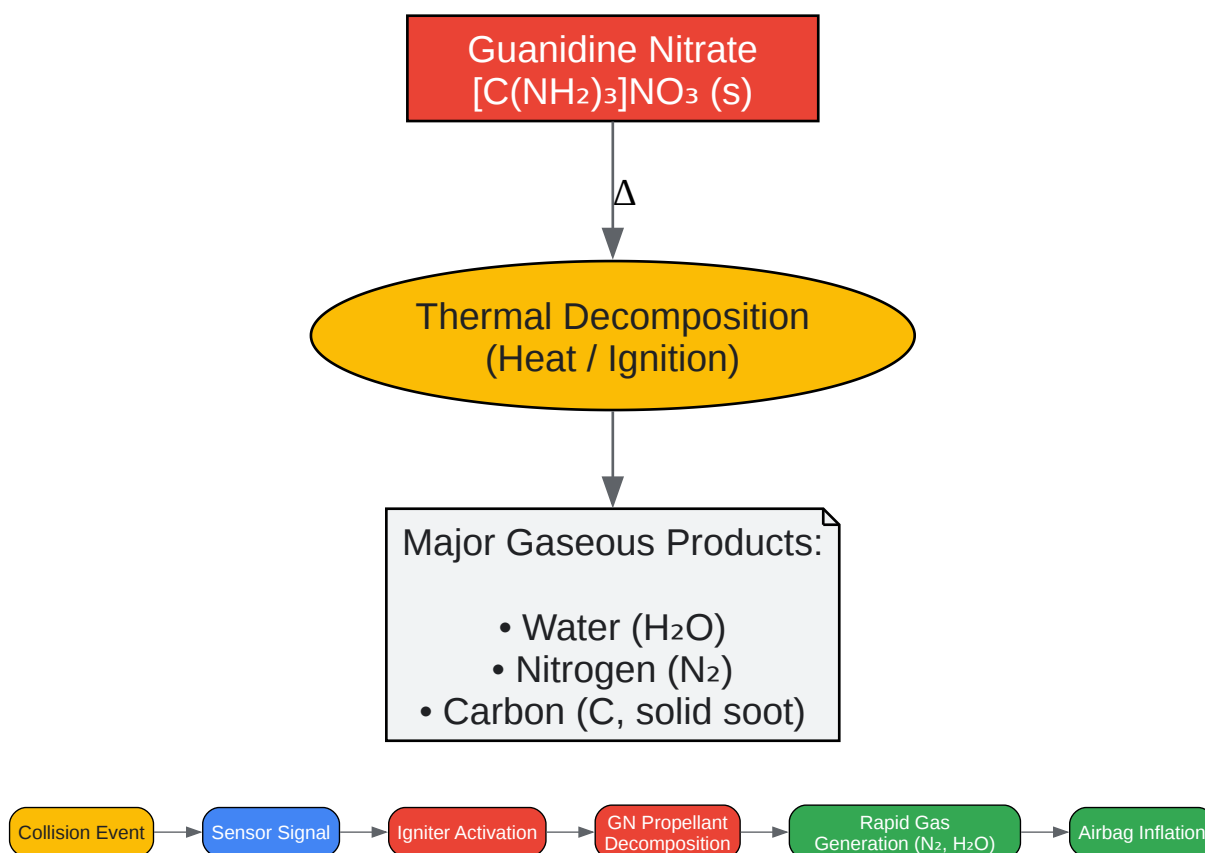 Guanidine Nitrate
[C(NH₂)₃]NO₃ (s)
Δ
Thermal Decomposition
(Heat / Ignition)
Major Gaseous Products:
• Water (H₂O)
• Nitrogen (N₂)
• Carbon (C, solid soot)
Collision Event
Sensor Signal
Igniter Activation
GN Propellant
Decomposition
Rapid Gas
Generation (N₂, H₂O)
Airbag Inflation